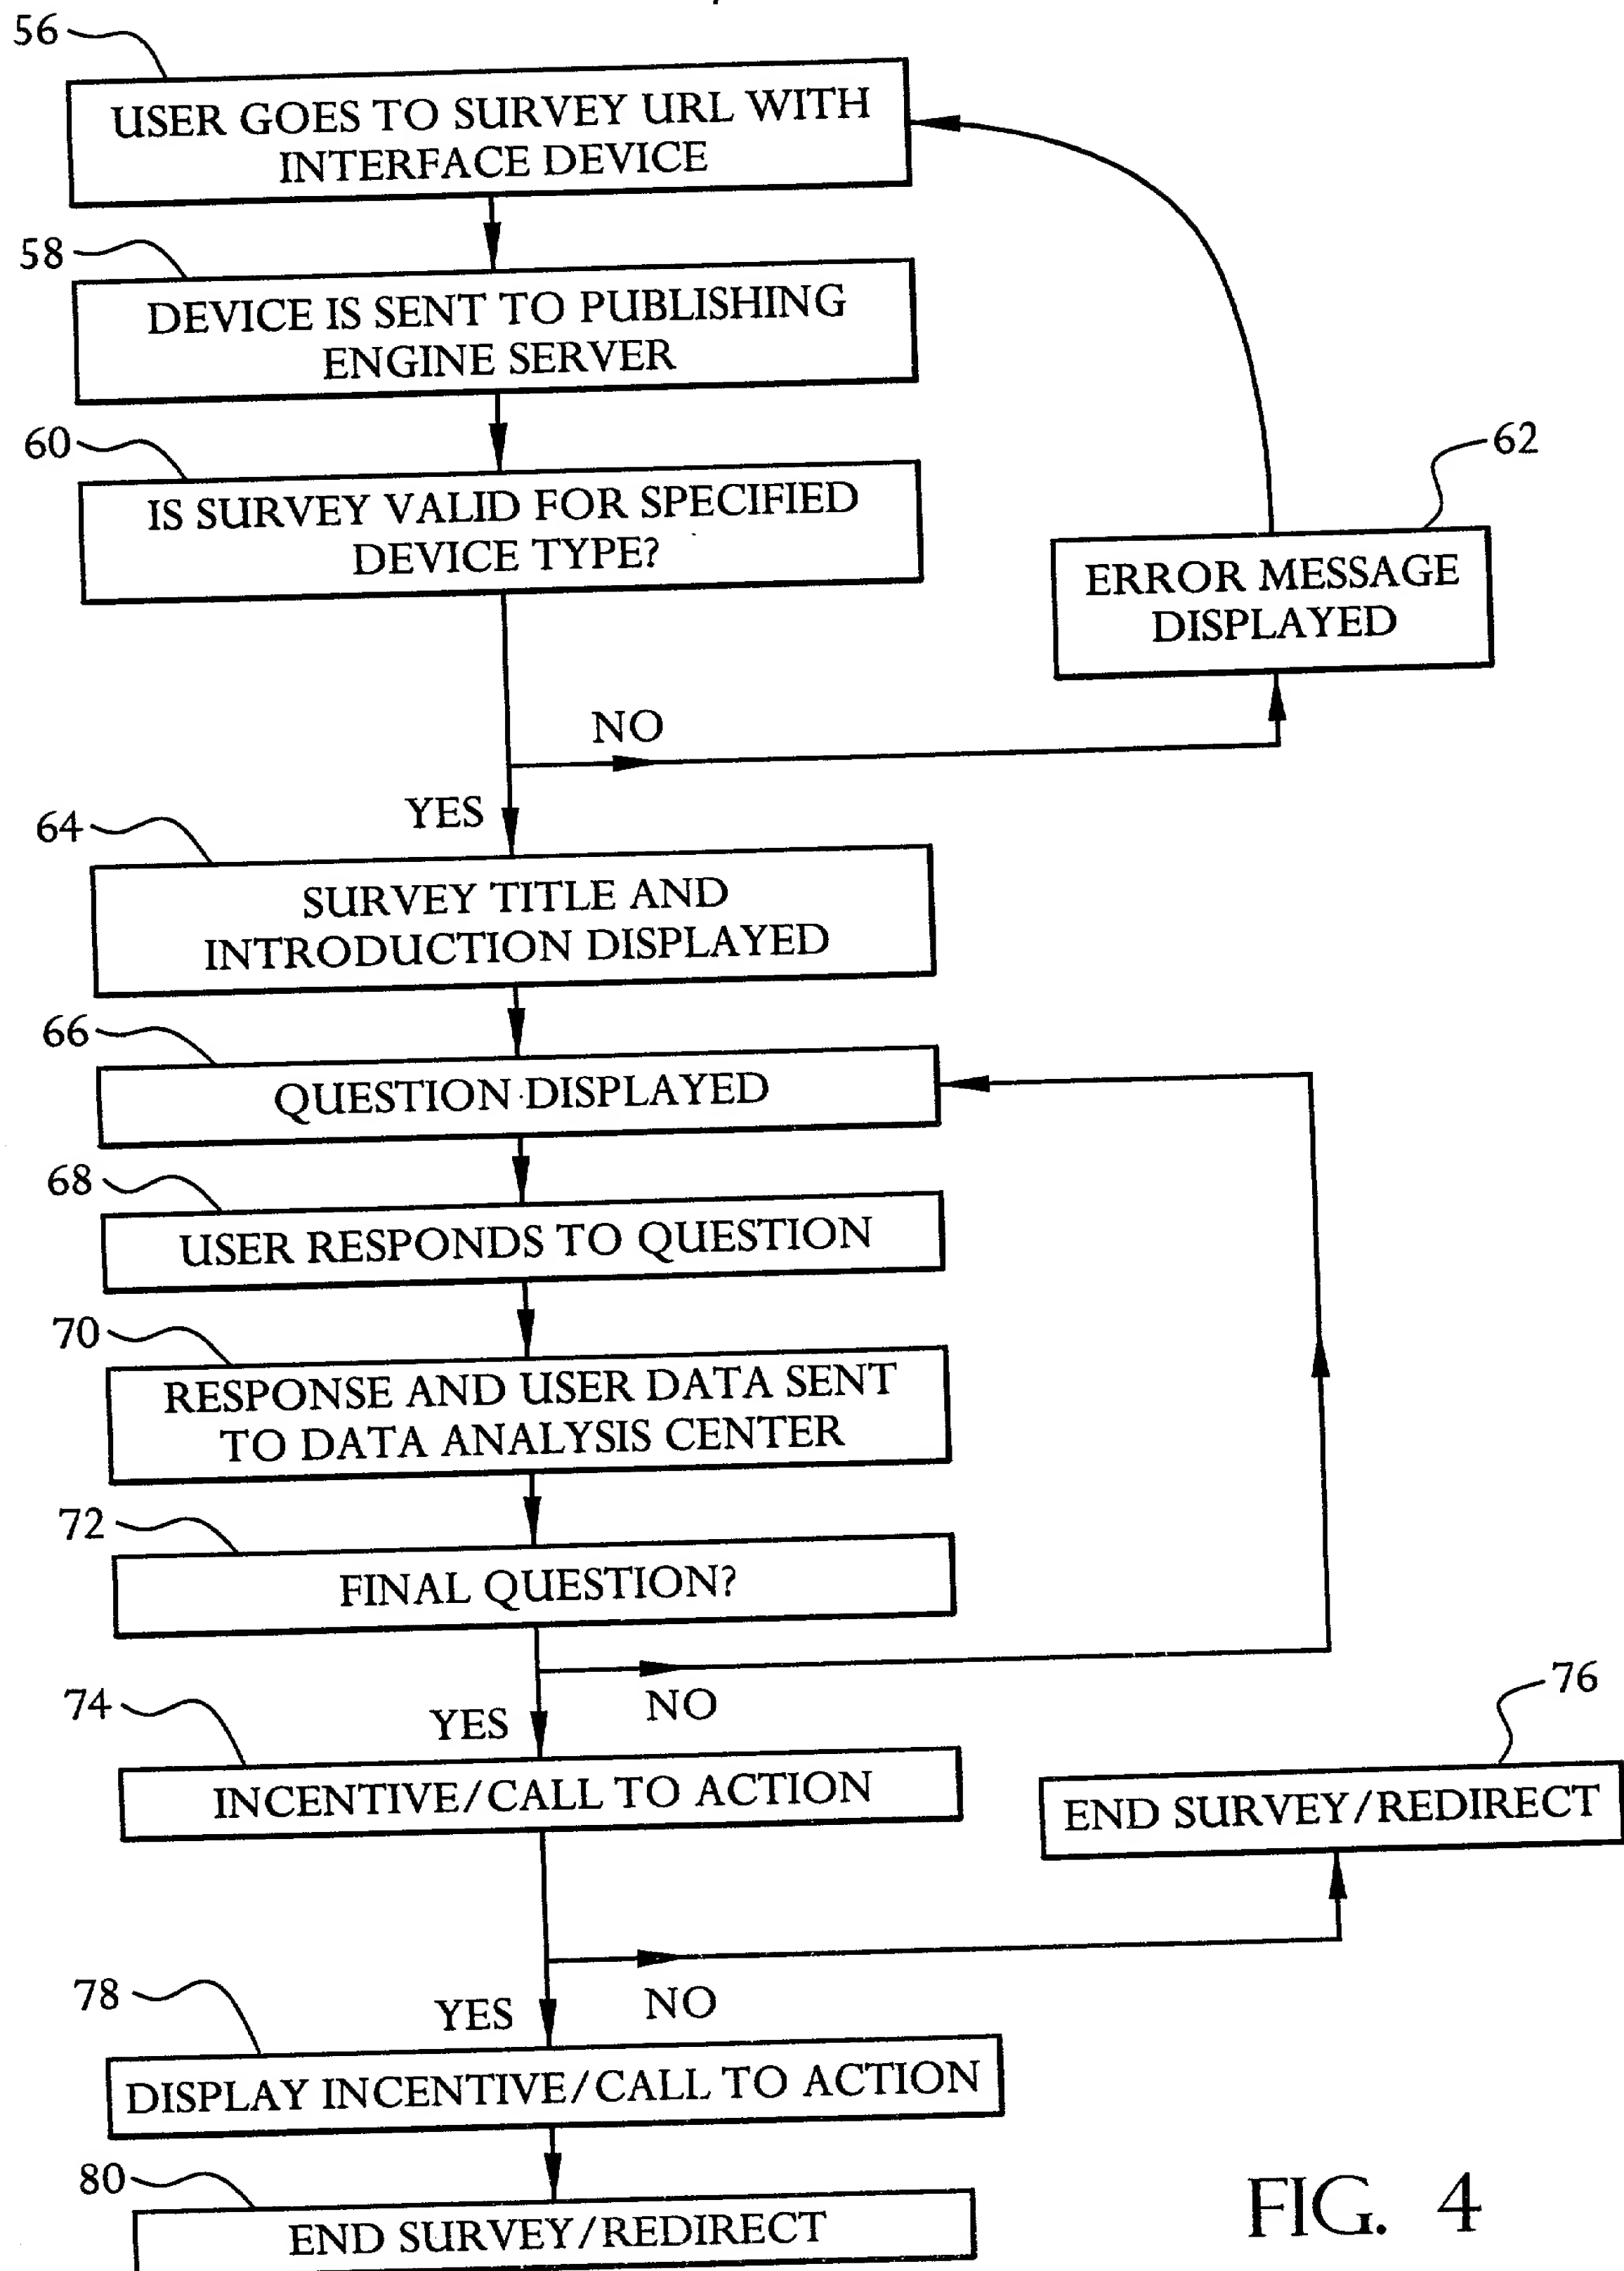 56
USER GOES TO SURVEY URL WITH
INTERFACE DEVICE
58
DEVICE IS SENT TO PUBLISHING
ENGINE SERVER
60
IS SURVEY VALID FOR SPECIFIED
DEVICE TYPE?
62
ERROR MESSAGE
DISPLAYED
NO
YES
64
SURVEY TITLE AND
INTRODUCTION DISPLAYED
66
QUESTION DISPLAYED
68
USER RESPONDS TO QUESTION
70
RESPONSE AND USER DATA SENT
TO DATA ANALYSIS CENTER
72
FINAL QUESTION?
NO
YES
74
INCENTIVE/CALL TO ACTION
76
END SURVEY/REDIRECT
NO
YES
78
DISPLAY INCENTIVE/CALL TO ACTION
80
END SURVEY/REDIRECT
FIG. 4